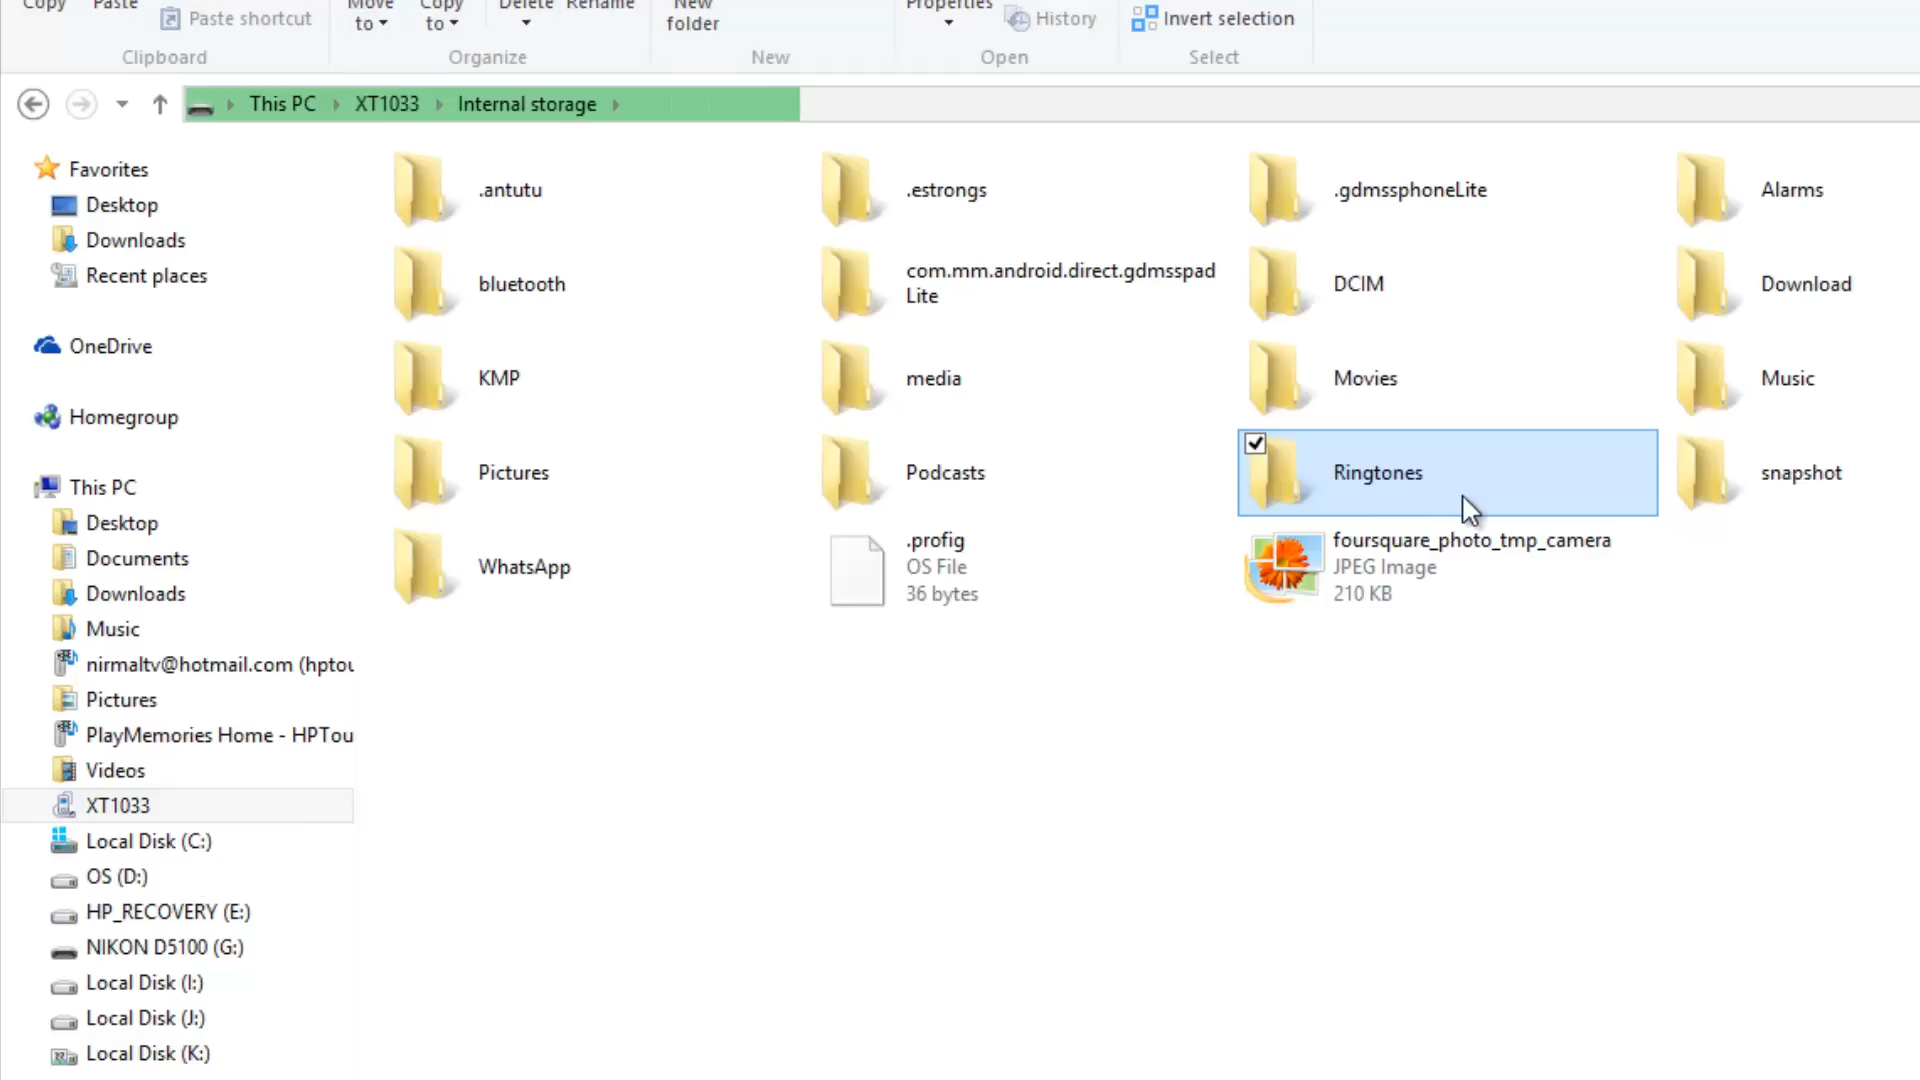 Copy Paste Paste shortcut
Move to Copy to Delete Rename
New folder
Properties History
Invert selection
Clipboard Organize New Open Select
This PC XT1033 Internal storage
Favorites
Desktop
Downloads
Recent places
OneDrive
Homegroup
This PC
Desktop
Documents
Downloads
Music
nirmaltv@hotmail.com (hptou
Pictures
PlayMemories Home - HPTou
Videos
XT1033
Local Disk (C:)
OS (D:)
HP_RECOVERY (E:)
NIKON D5100 (G:)
Local Disk (I:)
Local Disk (J:)
Local Disk (K:)
.antutu
.estrongs
.gdmssphoneLite
Alarms
bluetooth
com.mm.android.direct.gdmsspad
Lite
DCIM
Download
KMP
media
Movies
Music
Pictures
Podcasts
Ringtones
snapshot
WhatsApp
.profig
OS File
36 bytes
foursquare_photo_tmp_camera
JPEG Image
210 KB